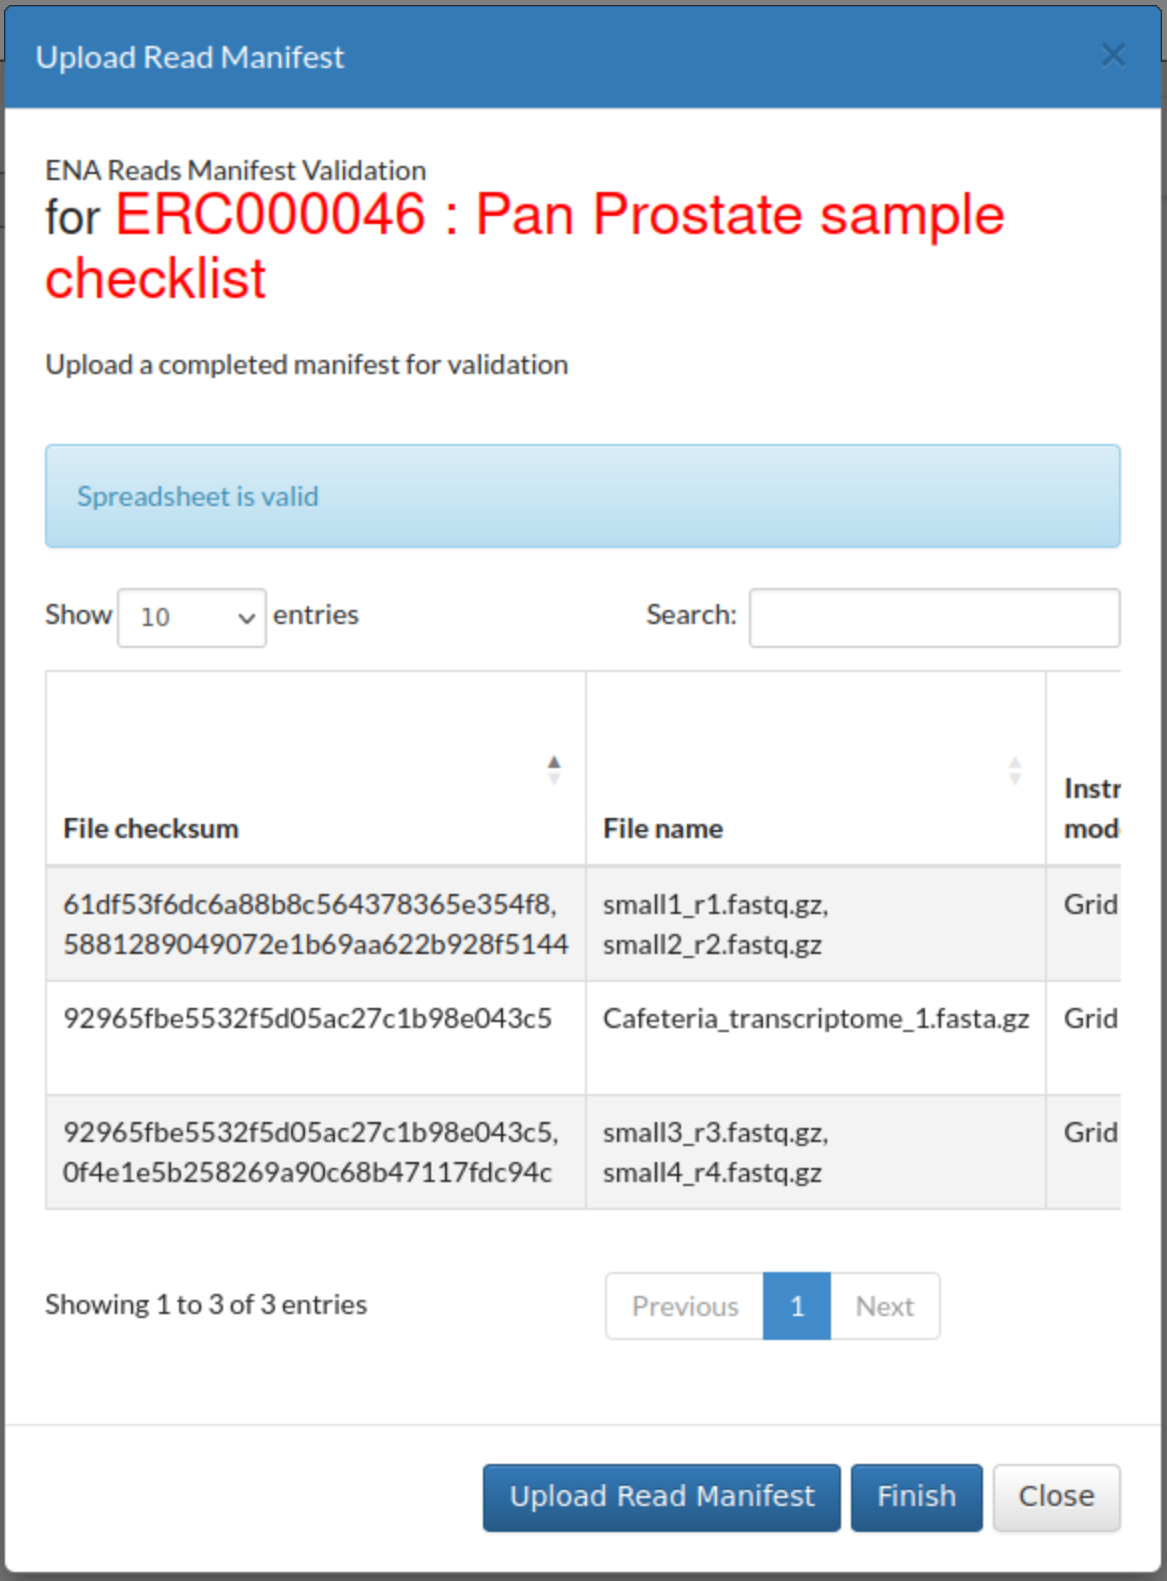 Upload Read Manifest ×
ENA Reads Manifest Validation
for ERC000046 : Pan Prostate sample
checklist
Upload a completed manifest for validation
Spreadsheet is valid
Show 10 entries Search:
File checksum File name Instr
mod
61df53f6dc6a88b8c564378365e354f8, small1_r1.fastq.gz, Grid
5881289049072e1b69aa622b928f5144 small2_r2.fastq.gz
92965fbe5532f5d05ac27c1b98e043c5 Cafeteria_transcriptome_1.fasta.gz Grid
92965fbe5532f5d05ac27c1b98e043c5, small3_r3.fastq.gz, Grid
0f4e1e5b258269a90c68b47117fdc94c small4_r4.fastq.gz
Showing 1 to 3 of 3 entries Previous 1 Next
Upload Read Manifest Finish Close